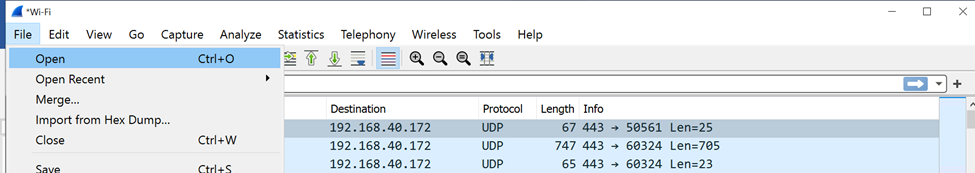 *Wi-Fi
File Edit View Go Capture Analyze Statistics Telephony Wireless Tools Help
Open Ctrl+O
Open Recent
Merge...
Import from Hex Dump...
Close Ctrl+W
Save Ctrl+S
Destination Protocol Length Info
192.168.40.172 UDP 67 443 → 50561 Len=25
192.168.40.172 UDP 747 443 → 60324 Len=705
192.168.40.172 UDP 65 443 → 60324 Len=23